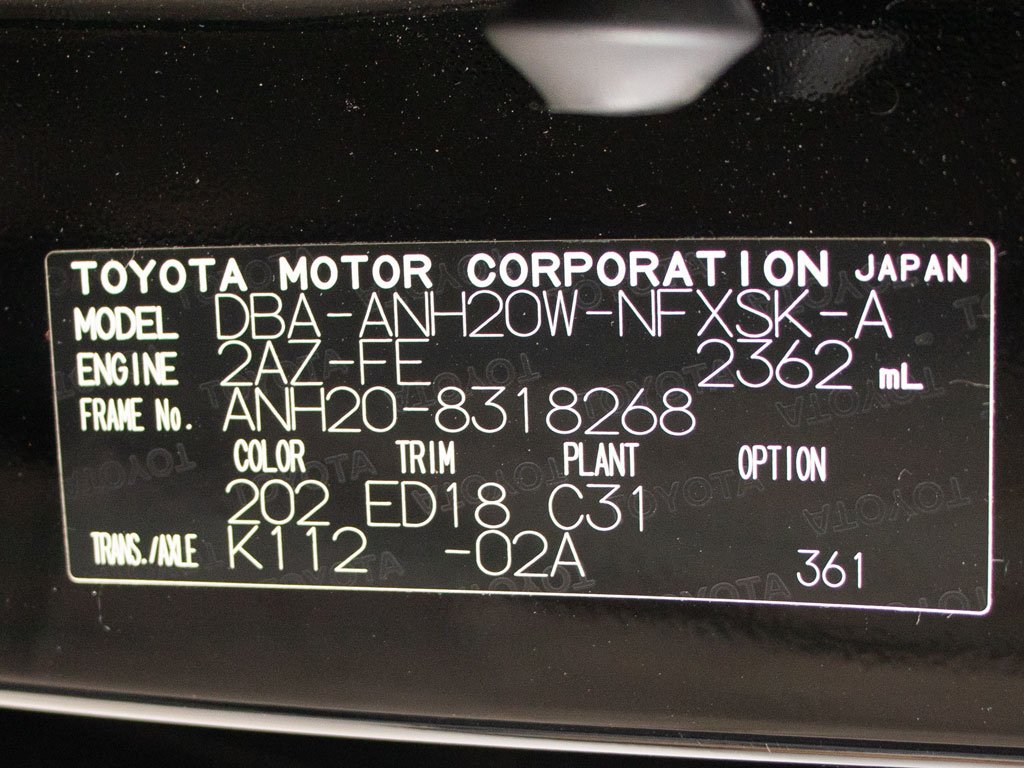 TOYOTA MOTOR CORPORATION JAPAN
MODEL DBA-ANH20W-NFXSK-A
ENGINE 2AZ-FE 2362 mL
FRAME No. ANH20-8318268
COLOR TRIM PLANT OPTION
202 ED18 C31
TRANS./AXLE K112 -02A 361